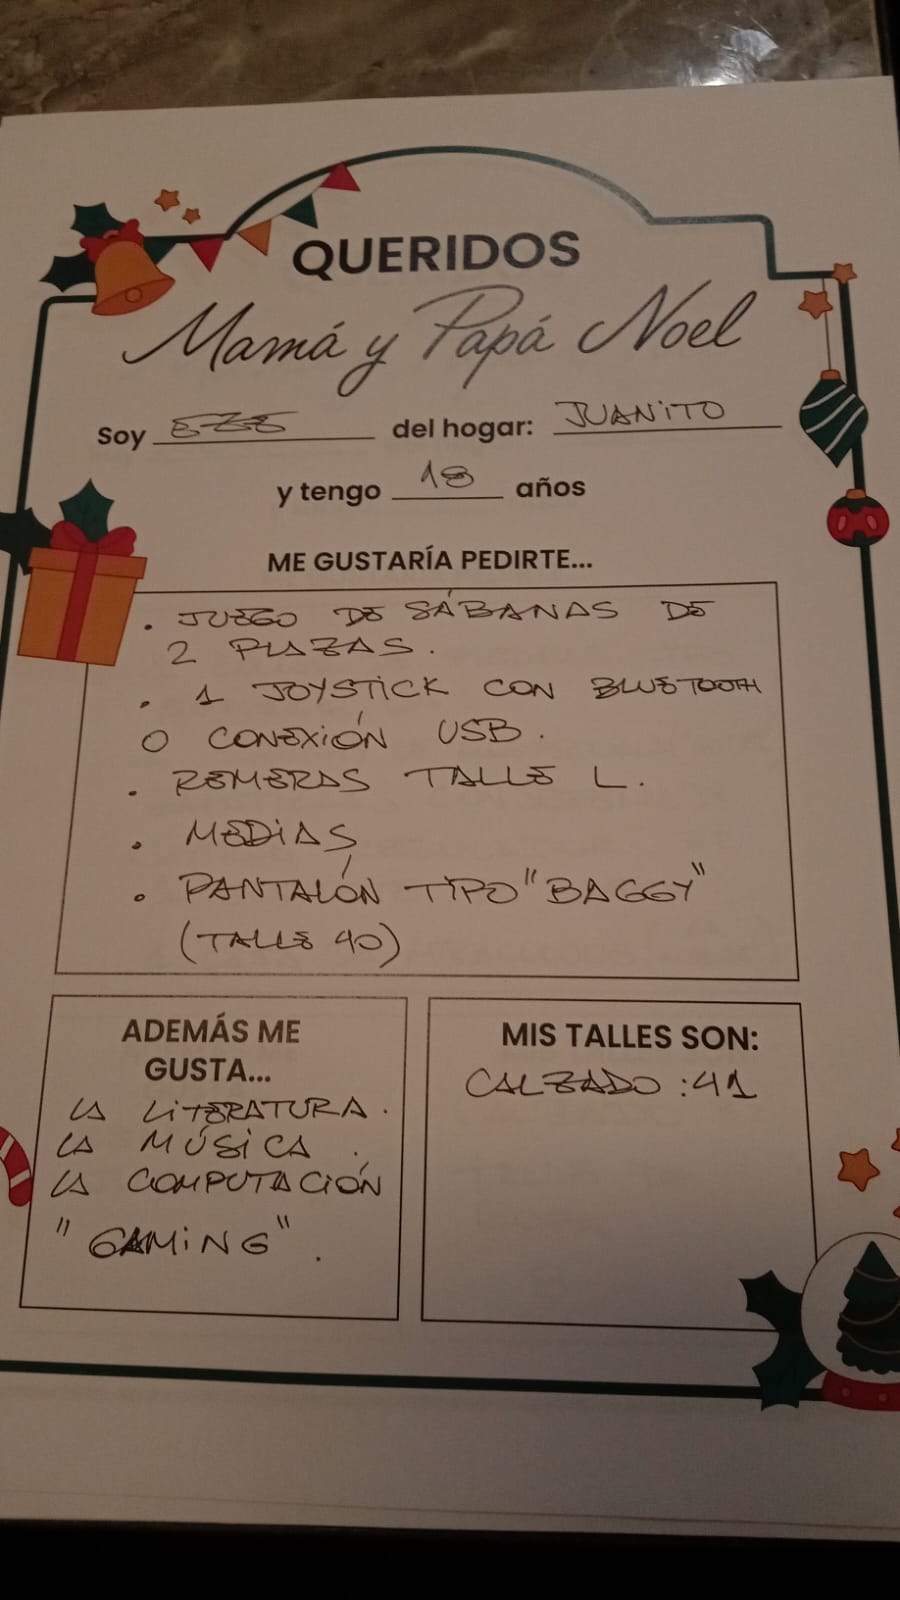 QUERIDOS
Mamá y Papá Noel
Soy EZE del hogar: JUANiTO
y tengo 18 años
ME GUSTARÍA PEDIRTE...
. JUEGO DE SÁBANAS DE
2 PLAZAS.
. 1 JOYSTiCK CON BLUETOOTH
O CONEXiÓN USB.
. REMERAS TALLE L.
. MEDiAS
. PANTALÓN TiPO "BAGGY"
(TALLE 40)
ADEMÁS ME
GUSTA...
LA LiTERATURA.
LA MÚSiCA.
LA COMPUTACiÓN
"GAMiNG".
MIS TALLES SON:
CALZADO:41